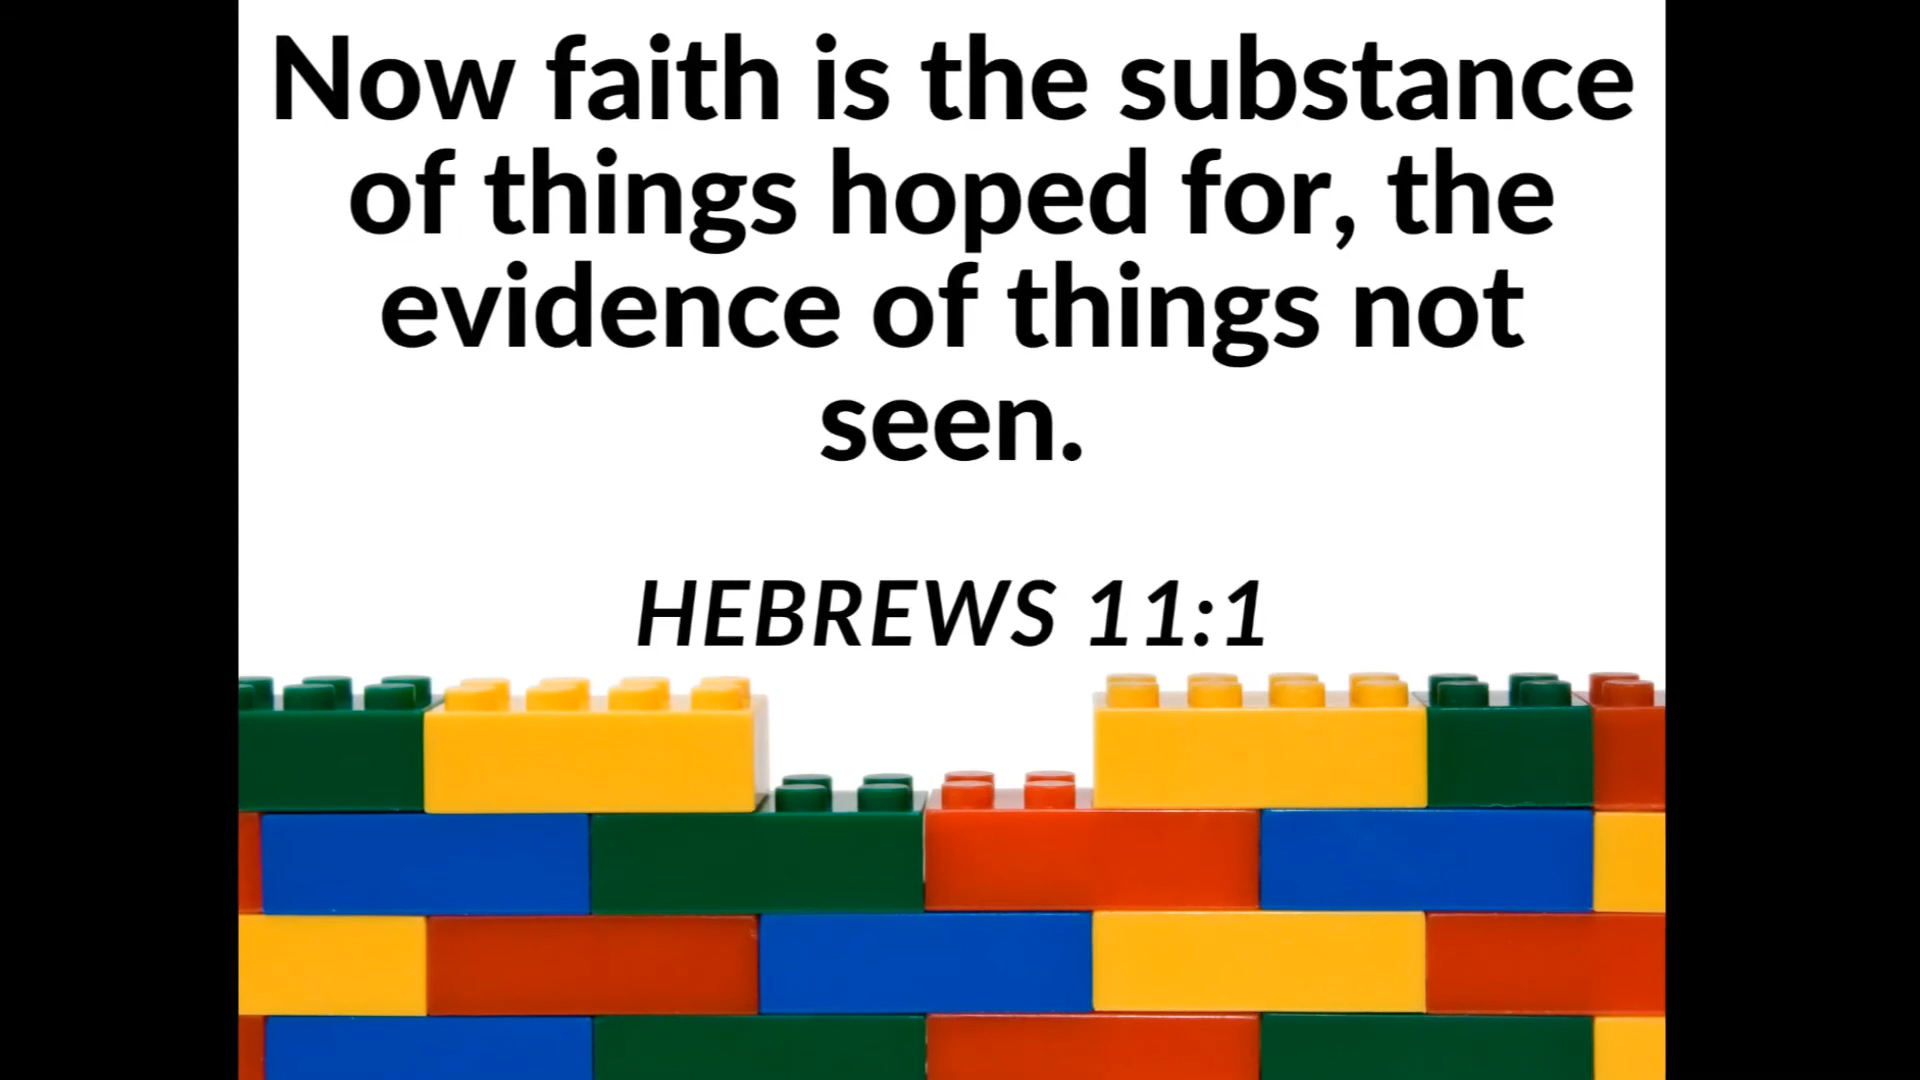 Now faith is the substance
of things hoped for, the
evidence of things not
seen.
HEBREWS 11:1